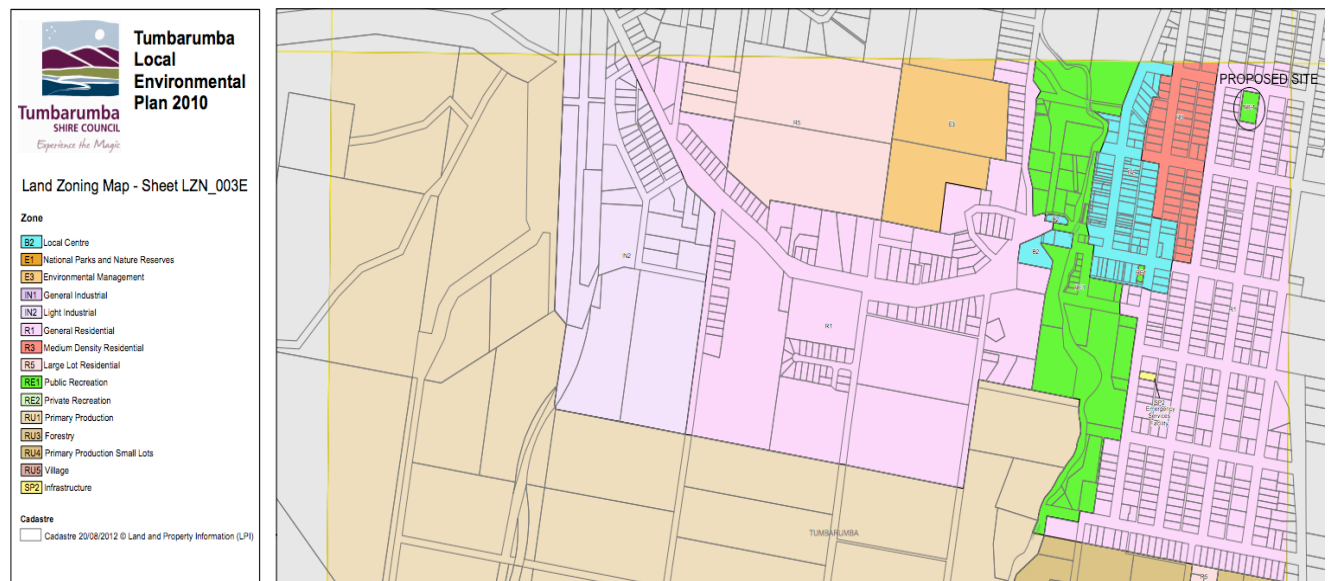 Tumbarumba
SHIRE COUNCIL
Experience the Magic
Tumbarumba
Local
Environmental
Plan 2010
Land Zoning Map - Sheet LZN_003E
Zone
B2 Local Centre
E1 National Parks and Nature Reserves
E3 Environmental Management
IN1 General Industrial
IN2 Light Industrial
R1 General Residential
R3 Medium Density Residential
R5 Large Lot Residential
RE1 Public Recreation
RE2 Private Recreation
RU1 Primary Production
RU3 Forestry
RU4 Primary Production Small Lots
RU5 Village
SP2 Infrastructure
Cadastre
Cadastre 20/08/2012 © Land and Property Information (LPI)
PROPOSED SITE
R5
E3
R3
B2
IN2
R1
R1
SP2
Emergency
Services
Facility
TUMBARUMBA
R5